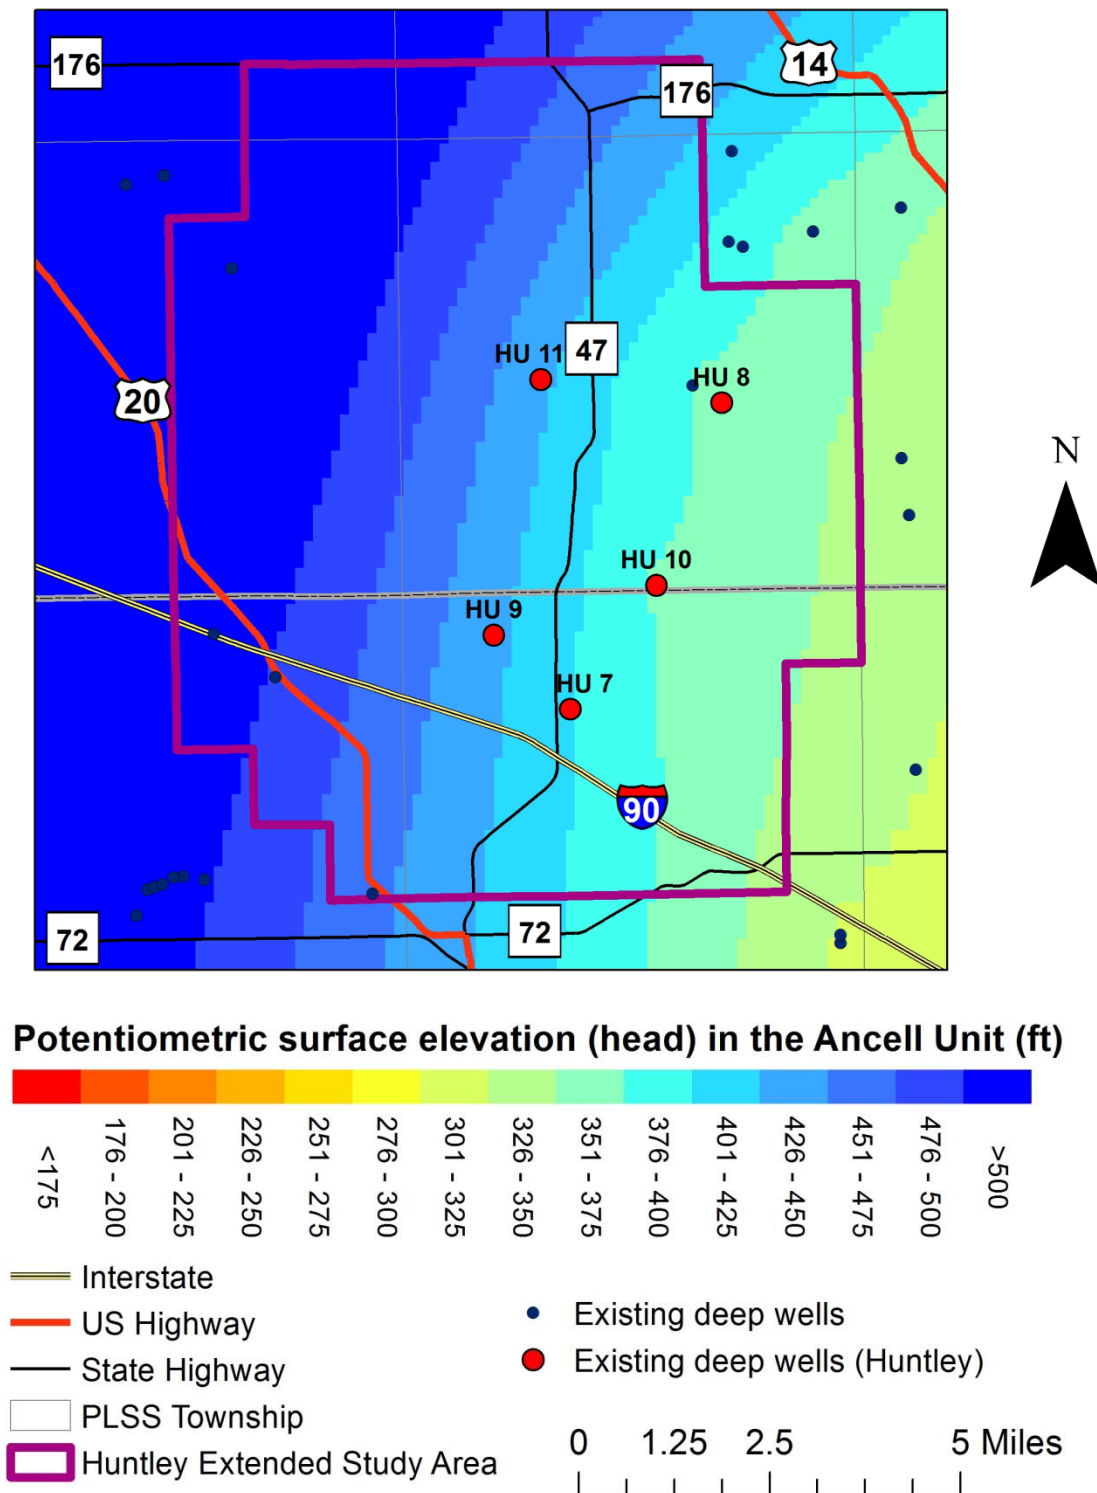 176
14
176
HU 11
47
HU 8
20
HU 10
HU 9
HU 7
90
72
72
N
Potentiometric surface elevation (head) in the Ancell Unit (ft)
<175
176 - 200
201 - 225
226 - 250
251 - 275
276 - 300
301 - 325
326 - 350
351 - 375
376 - 400
401 - 425
426 - 450
451 - 475
476 - 500
>500
Interstate
US Highway
State Highway
PLSS Township
Huntley Extended Study Area
Existing deep wells
Existing deep wells (Huntley)
0 1.25 2.5 5 Miles